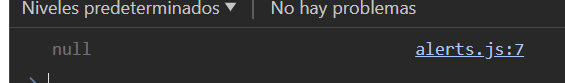 Niveles predeterminados ▼ | No hay problemas
null alerts.js:7
>